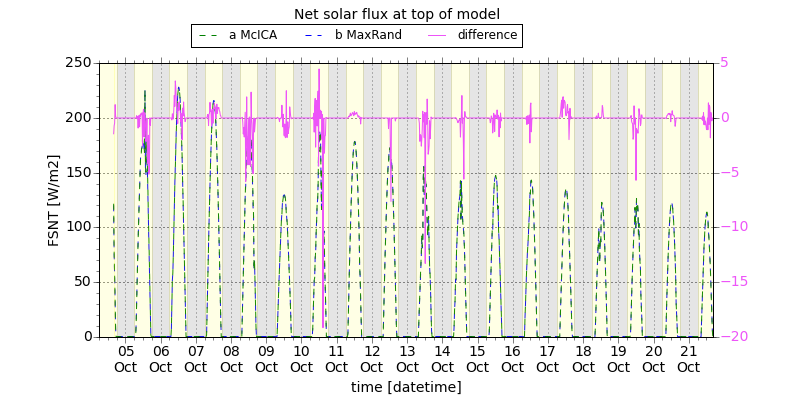 Net solar flux at top of model
a McICA b MaxRand difference
250
200
150
100
50
0
FSNT [W/m2]
5
0
−5
−10
−15
−20
05 06 07 08 09 10 11 12 13 14 15 16 17 18 19 20 21
Oct Oct Oct Oct Oct Oct Oct Oct Oct Oct Oct Oct Oct Oct Oct Oct Oct
time [datetime]